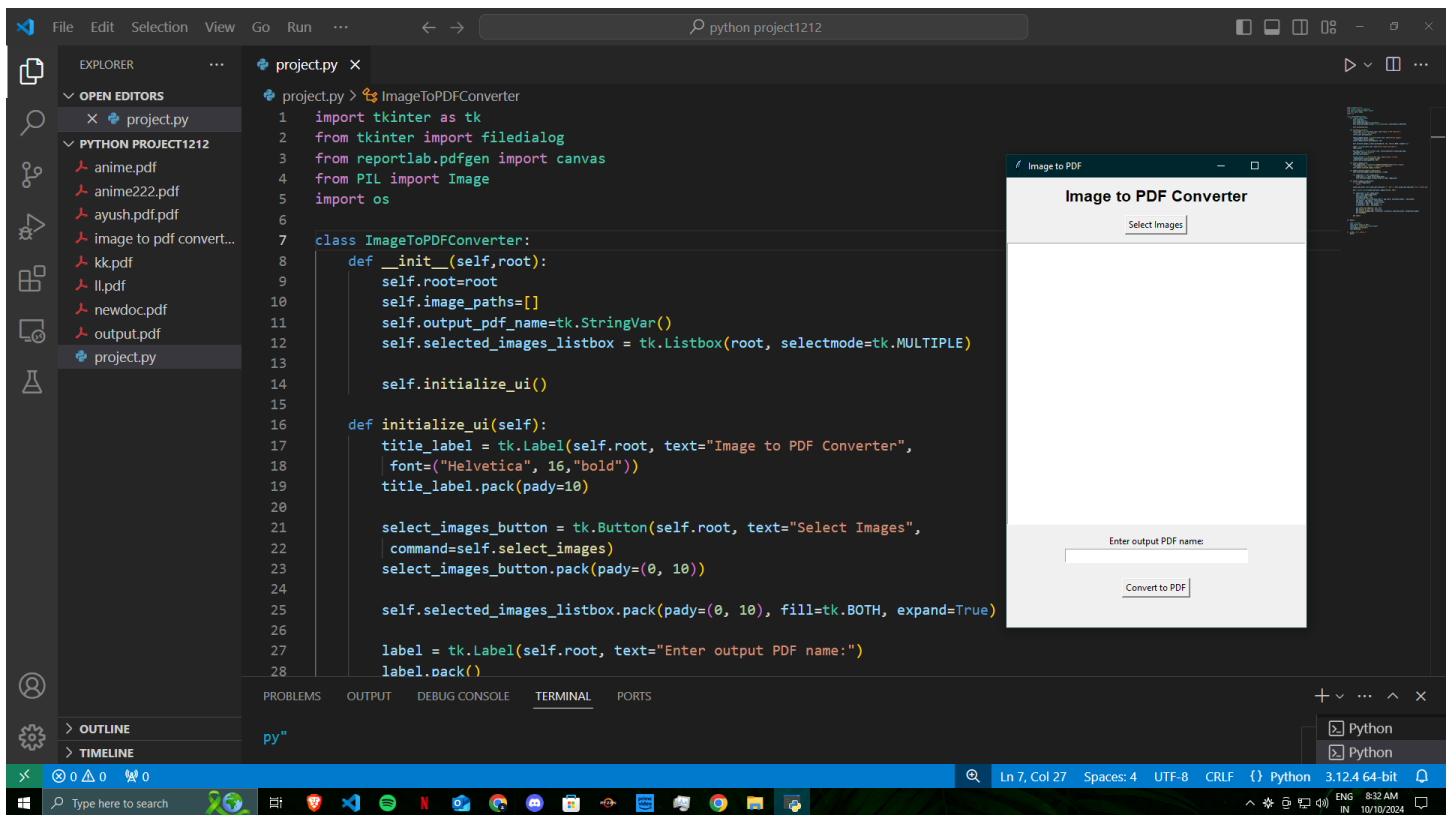 File Edit Selection View Go Run ··· python project1212
EXPLORER ···
OPEN EDITORS
project.py
PYTHON PROJECT1212
anime.pdf
anime222.pdf
ayush.pdf.pdf
image to pdf convert...
kk.pdf
ll.pdf
newdoc.pdf
output.pdf
project.py
OUTLINE
TIMELINE
project.py
project.py > ImageToPDFConverter
1 import tkinter as tk
2 from tkinter import filedialog
3 from reportlab.pdfgen import canvas
4 from PIL import Image
5 import os
6
7 class ImageToPDFConverter:
8 def __init__(self,root):
9 self.root=root
10 self.image_paths=[]
11 self.output_pdf_name=tk.StringVar()
12 self.selected_images_listbox = tk.Listbox(root, selectmode=tk.MULTIPLE)
13
14 self.initialize_ui()
15
16 def initialize_ui(self):
17 title_label = tk.Label(self.root, text="Image to PDF Converter",
18 font=("Helvetica", 16,"bold"))
19 title_label.pack(pady=10)
20
21 select_images_button = tk.Button(self.root, text="Select Images",
22 command=self.select_images)
23 select_images_button.pack(pady=(0, 10))
24
25 self.selected_images_listbox.pack(pady=(0, 10), fill=tk.BOTH, expand=True)
26
27 label = tk.Label(self.root, text="Enter output PDF name:")
28 label.pack()
Image to PDF
Image to PDF Converter
Select Images
Enter output PDF name:
Convert to PDF
PROBLEMS OUTPUT DEBUG CONSOLE TERMINAL PORTS
py"
Python
Python
0 0 0 Ln 7, Col 27 Spaces: 4 UTF-8 CRLF {} Python 3.12.4 64-bit
Type here to search
ENG 8:32 AM
IN 10/10/2024